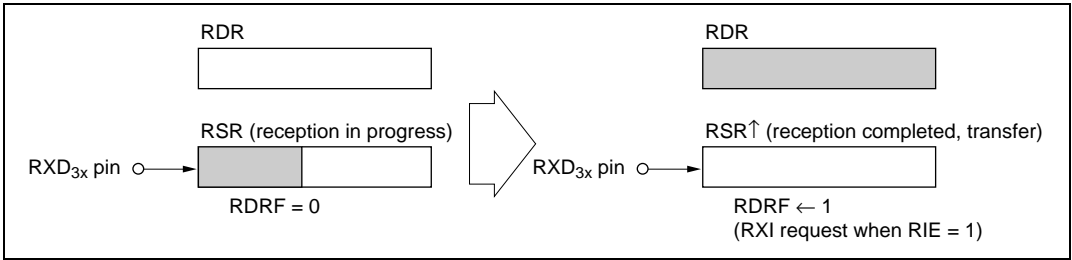 RDR
RSR (reception in progress)
RXD3x pin
RDRF = 0
RDR
RSR↑ (reception completed, transfer)
RXD3x pin
RDRF ← 1
(RXI request when RIE = 1)